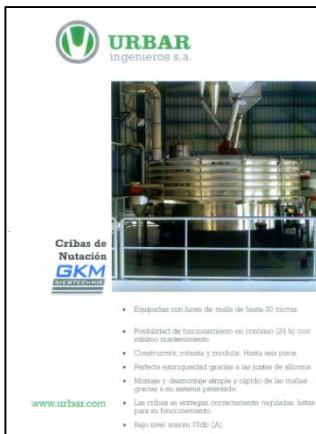 URBAR
ingenieros s.a.
Cribas de
Nutación
GKM
SIEBTECHNIK
• Equipadas con luces de malla de hasta 20 micras.
• Posibilidad de funcionamiento en continuo (24 h) con
mínimo mantenimiento.
• Construcción robusta y modular. Hasta seis pisos.
• Perfecta estanqueidad gracias a las juntas de silicona.
• Montaje y desmontaje simple y rápido de las mallas
gracias a su sistema patentado.
• Las cribas se entregan correctamente reguladas, listas
para su funcionamiento.
• Bajo nivel sonoro 75db (A).
www.urbar.com